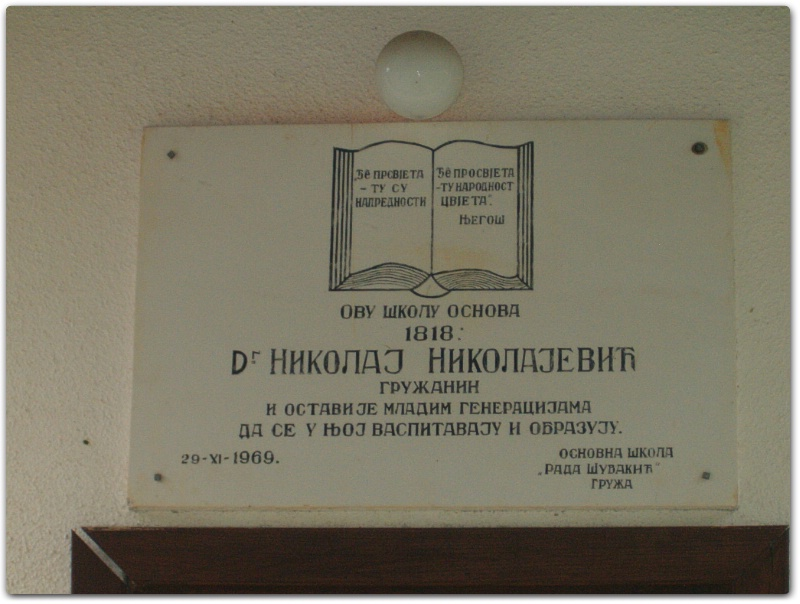 „ЂЕ ПРСВЈЕТА
- ТУ СУ
НАПРЕДНОСТИ
ЂЕ ПРОСВЈЕТА
-ТУ НАРОДНОСТ
ЦВЈЕТА".
ЊЕГОШ
ОВУ ШКОЛУ ОСНОВА
1818.
Dr НИКОЛАЈ НИКОЛАЈЕВИЋ
ГРУЖАНИН
И ОСТАВИ ЈЕ МЛАДИМ ГЕНЕРАЦИЈАМА
ДА СЕ У ЊОЈ ВАСПИТАВАЈУ И ОБРАЗУЈУ.
29-XI-1969.
ОСНОВНА ШКОЛА
„РАДА ШУБАКИЋ"
ГРУЖА